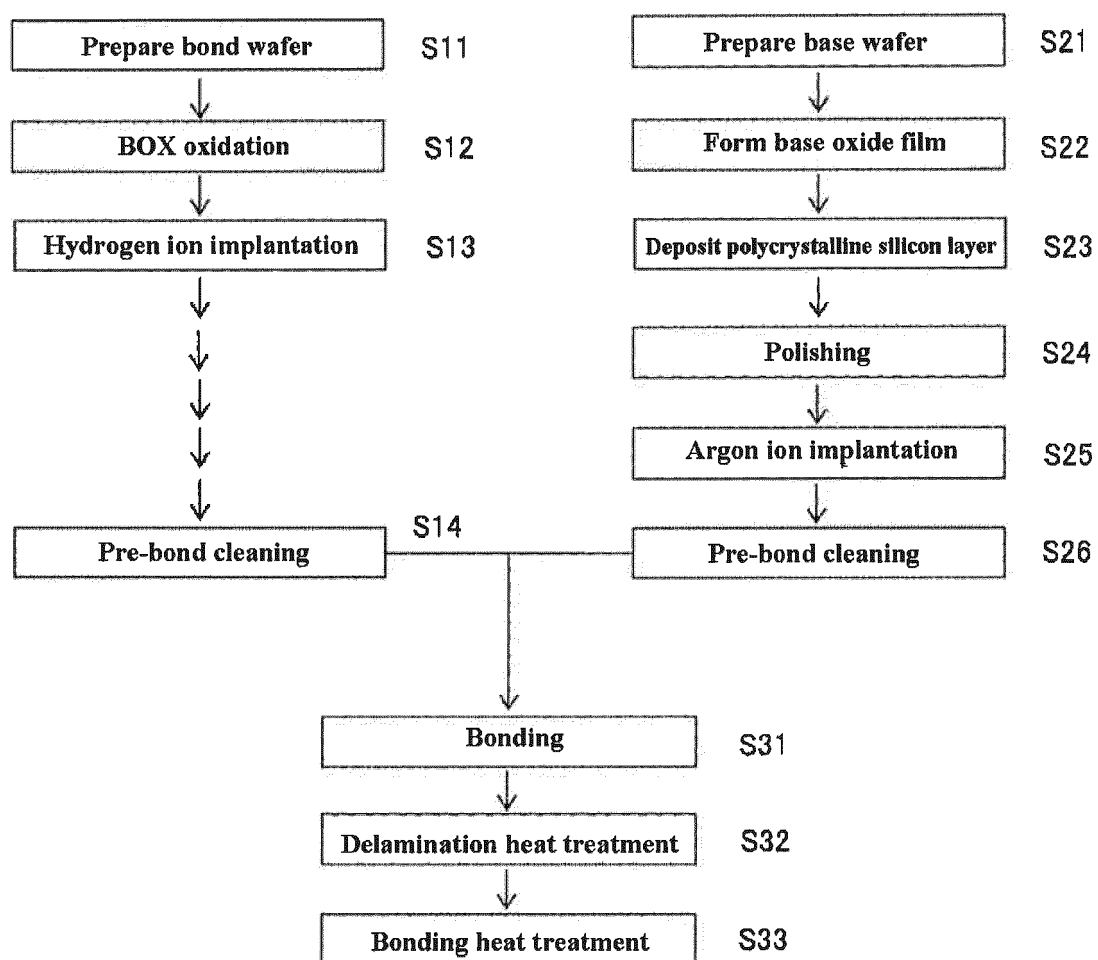 Prepare bond wafer
S11
BOX oxidation
S12
Hydrogen ion implantation
S13
Pre-bond cleaning
S14
Prepare base wafer
S21
Form base oxide film
S22
Deposit polycrystalline silicon layer
S23
Polishing
S24
Argon ion implantation
S25
Pre-bond cleaning
S26
Bonding
S31
Delamination heat treatment
S32
Bonding heat treatment
S33